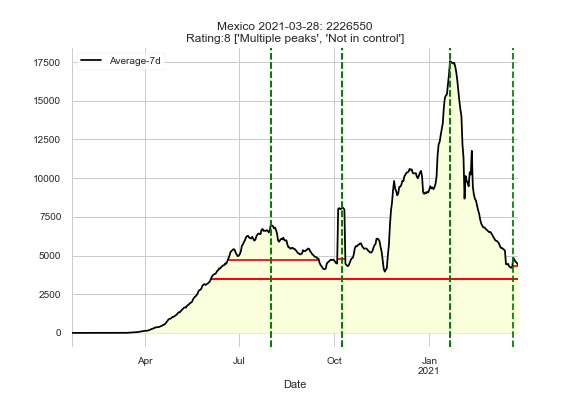 Mexico 2021-03-28: 2226550
Rating:8 ['Multiple peaks', 'Not in control']
Average-7d
17500
15000
12500
10000
7500
5000
2500
0
Apr
Jul
Oct
Jan
2021
Date